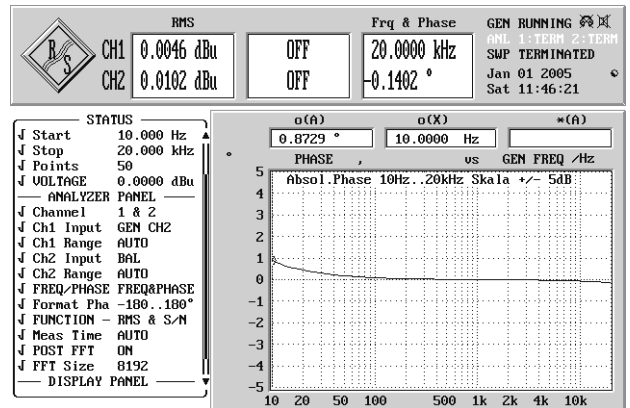 RMS Frq & Phase GEN RUNNING
CH1 0.0046 dBu OFF 20.0000 kHz ANL 1:TERM 2:TERM
SWP TERMINATED
CH2 0.0102 dBu OFF -0.1402 ° Jan 01 2005
Sat 11:46:21
R S
STATUS
Start 10.000 Hz
Stop 20.000 kHz
Points 50
VOLTAGE 0.0000 dBu
ANALYZER PANEL
Channel 1 & 2
Ch1 Input GEN CH2
Ch1 Range AUTO
Ch2 Input BAL
Ch2 Range AUTO
FREQ/PHASE FREQ&PHASE
Format Pha -180..180°
FUNCTION - RMS & S/N
Meas Time AUTO
POST FFT ON
FFT Size 8192
DISPLAY PANEL
o(A) o(X) *(A)
0.8729 ° 10.0000 Hz
° PHASE , vs GEN FREQ /Hz
Absol.Phase 10Hz..20kHz Skala +/- 5dB
5
4
3
2
1
0
-1
-2
-3
-4
-5
10 20 50 100 500 1k 2k 4k 10k